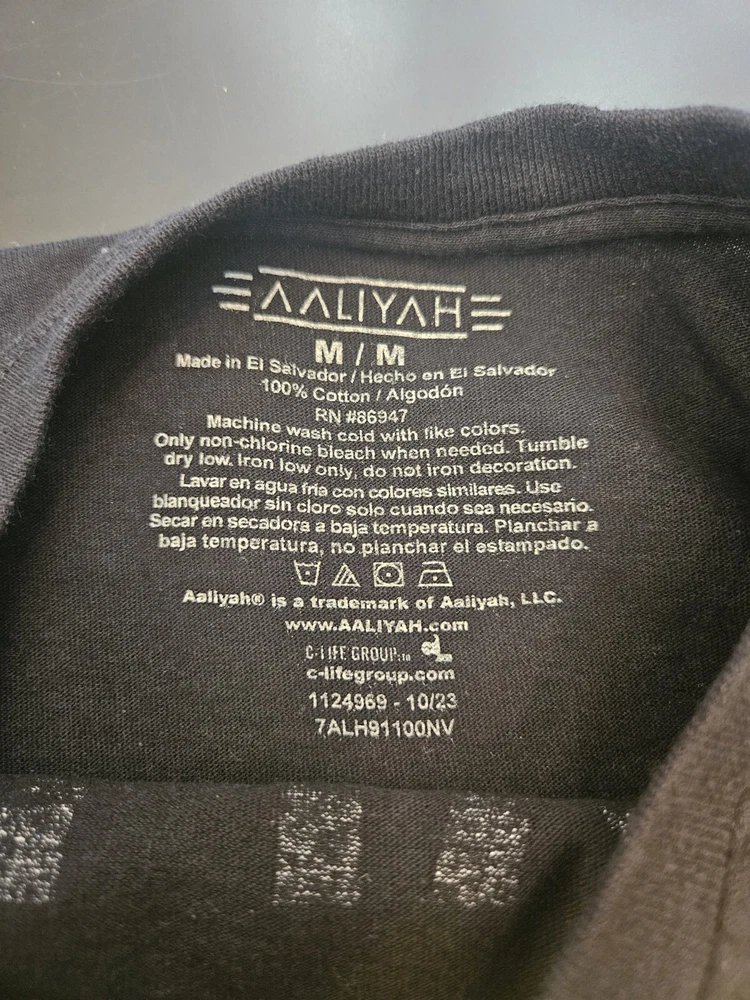 AALIYAH
M / M
Made in El Salvador / Hecho en El Salvador
100% Cotton / Algodón
RN #86947
Machine wash cold with like colors.
Only non-chlorine bleach when needed. Tumble
dry low. Iron low only, do not iron decoration.
Lavar en agua fria con colores similares. Use
blanqueador sin cloro solo cuando sea necesario.
Secar en secadora a baja temperatura. Planchar a
baja temperatura, no planchar el estampado.
Aaliyah® is a trademark of Aaliyah, LLC.
www.AALIYAH.com
C-LIFE GROUP LTD
c-lifegroup.com
1124969 - 10/23
7ALH91100NV